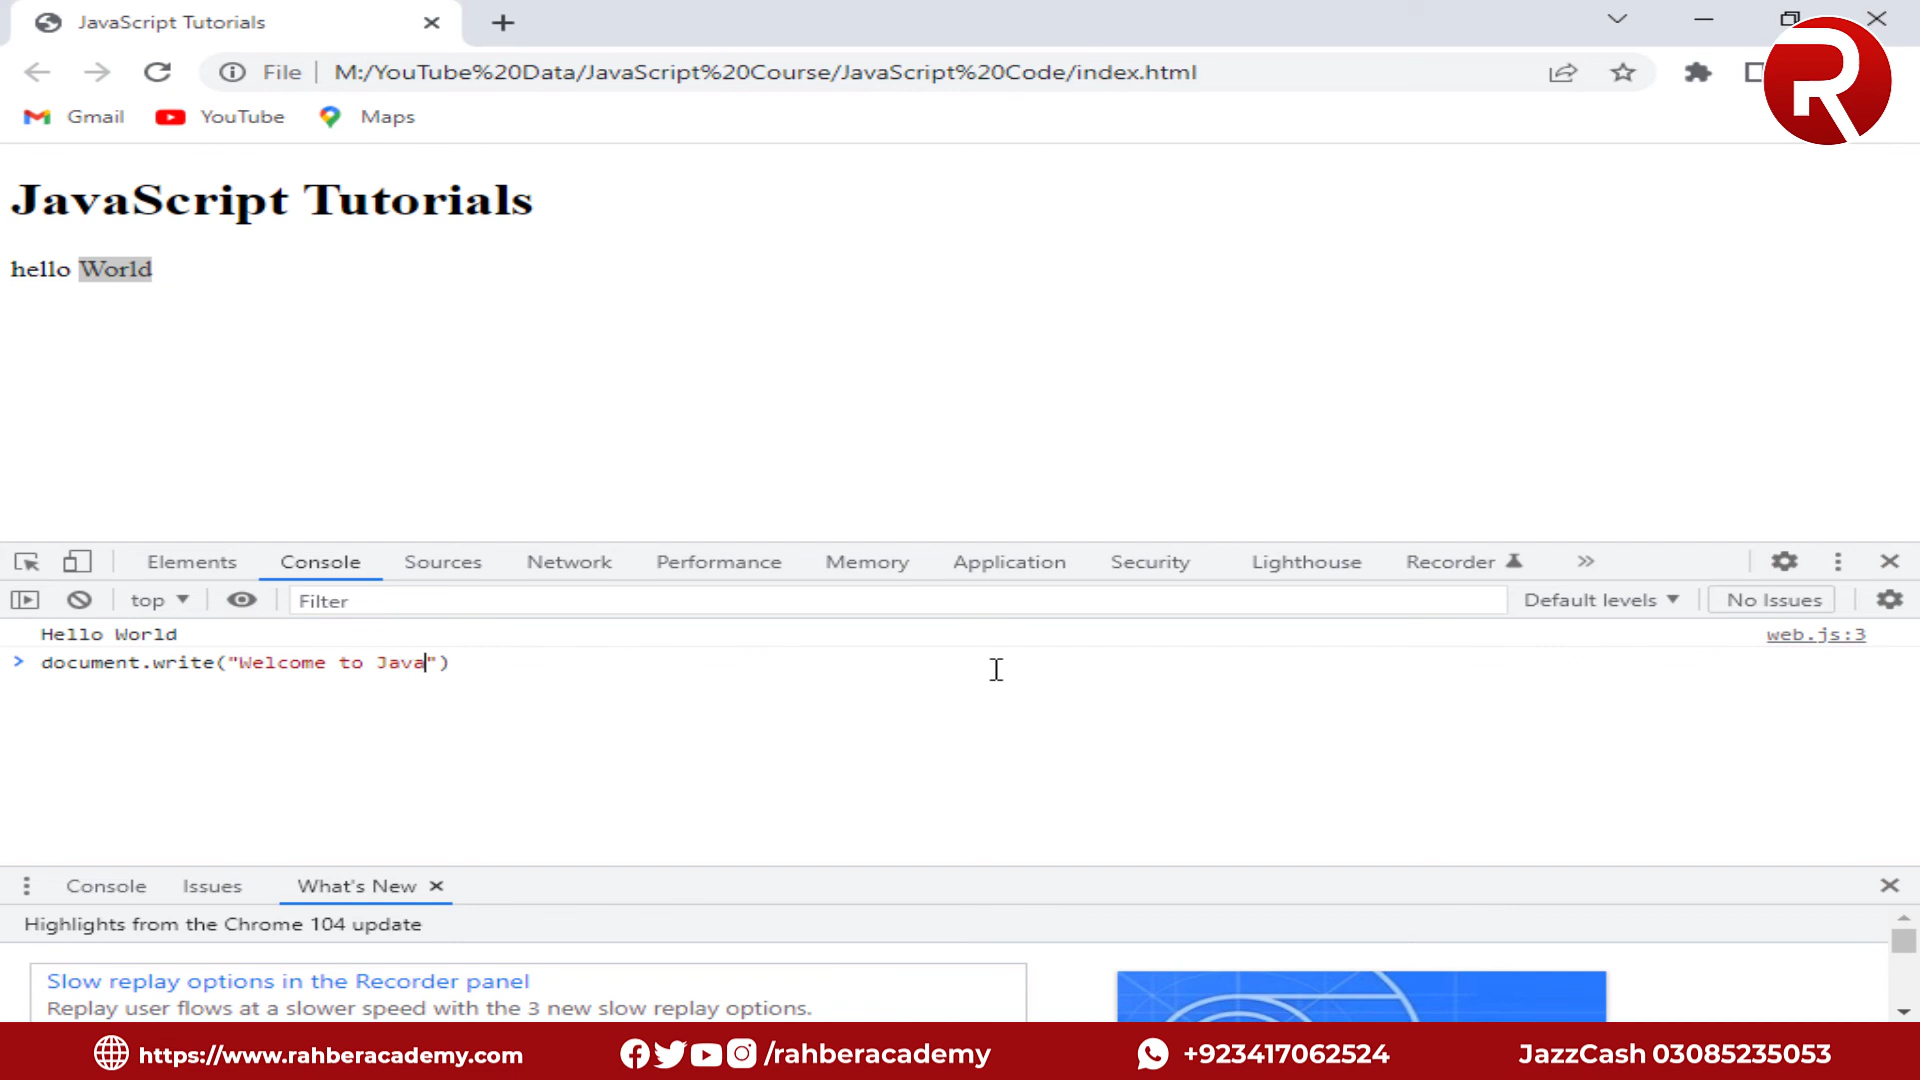 JavaScript Tutorials
File | M:/YouTube%20Data/JavaScript%20Course/JavaScript%20Code/index.html
Gmail YouTube Maps
JavaScript Tutorials
hello World
Elements Console Sources Network Performance Memory Application Security Lighthouse Recorder
top Filter Default levels No Issues
Hello World web.js:3
> document.write("Welcome to Java")
Console Issues What's New
Highlights from the Chrome 104 update
Slow replay options in the Recorder panel
Replay user flows at a slower speed with the 3 new slow replay options.
https://www.rahberacademy.com /rahberacademy +923417062524 JazzCash 03085235053